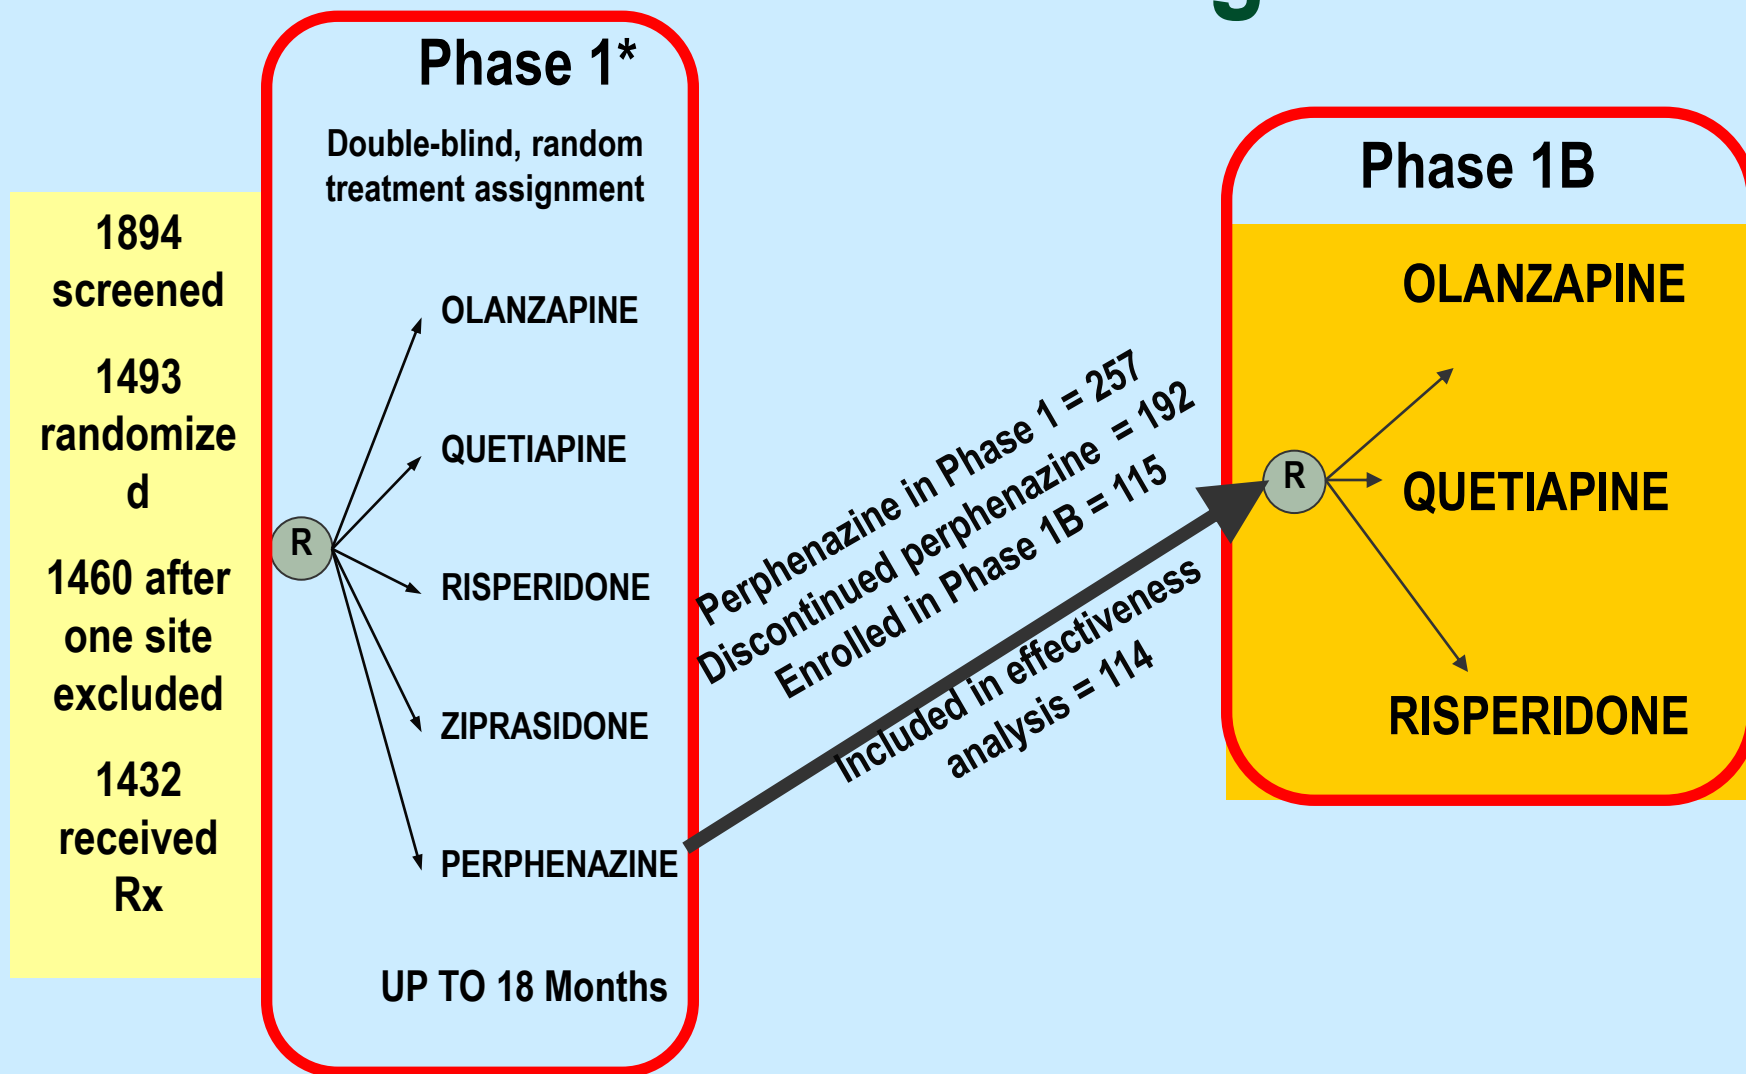 Phase 1*
Double-blind, random
treatment assignment
1894
screened
1493
randomize
d
1460 after
one site
excluded
1432
received
Rx
R
OLANZAPINE
QUETIAPINE
RISPERIDONE
ZIPRASIDONE
PERPHENAZINE
UP TO 18 Months
Perphenazine in Phase 1 = 257
Discontinued perphenazine = 192
Enrolled in Phase 1B = 115
Included in effectiveness
analysis = 114
Phase 1B
R
OLANZAPINE
QUETIAPINE
RISPERIDONE